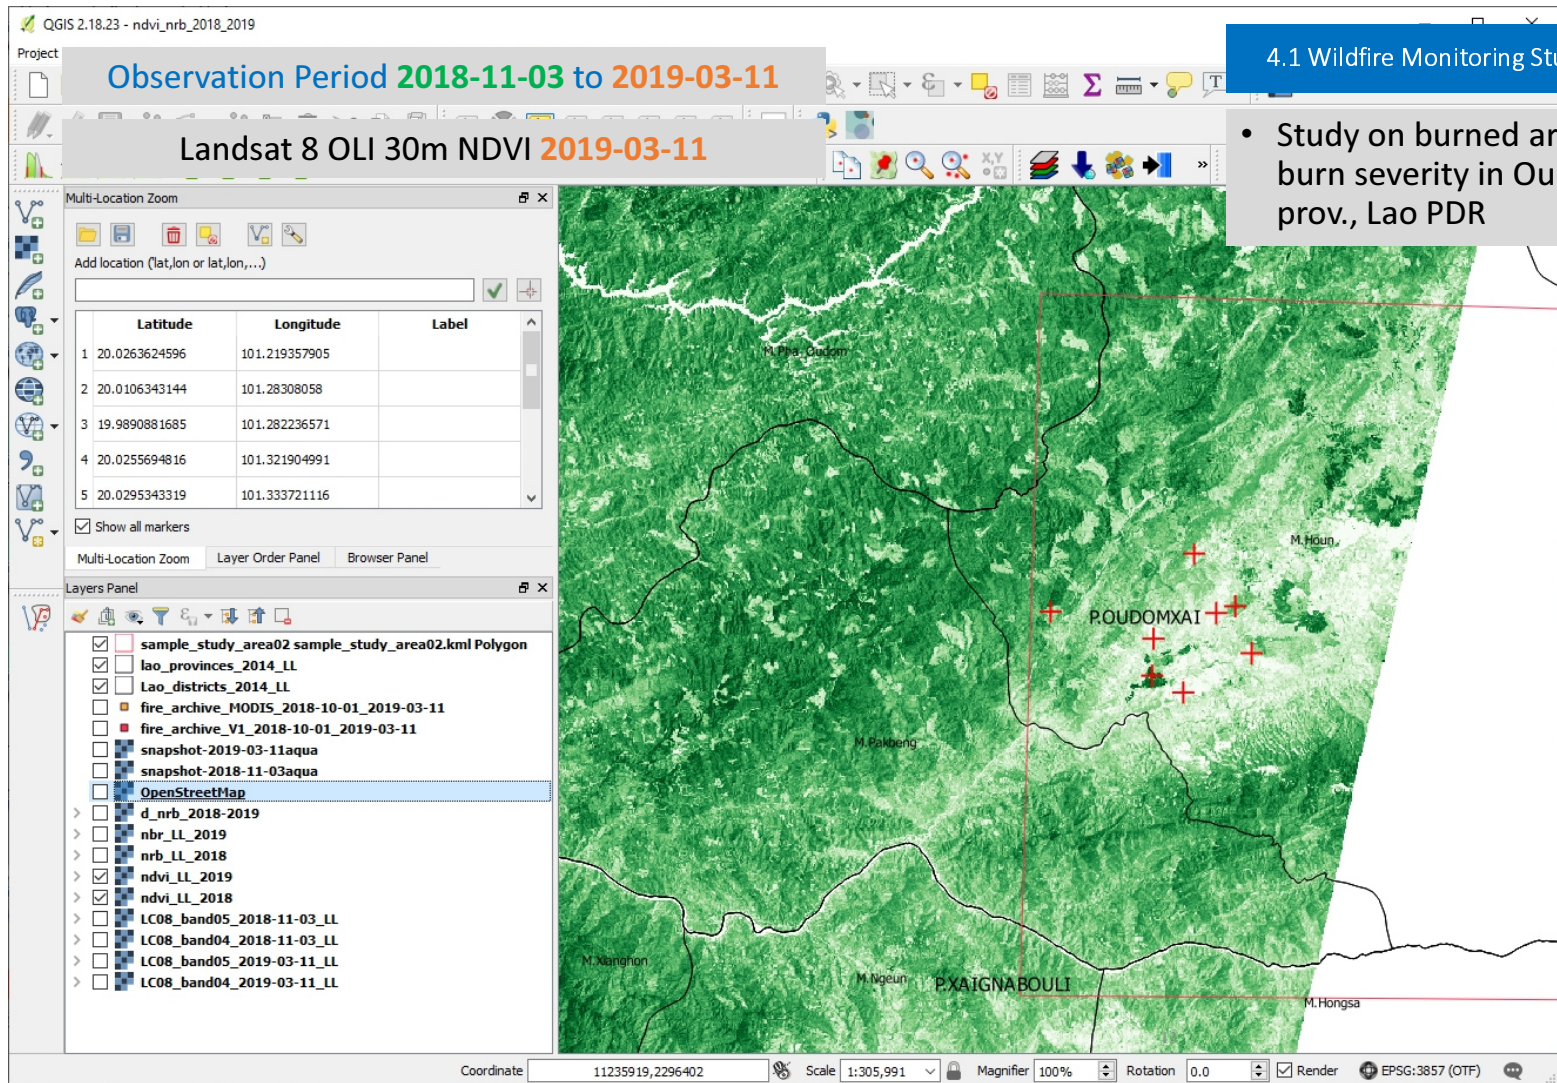 QGIS 2.18.23 - ndvi_nrb_2018_2019
Project
Observation Period 2018-11-03 to 2019-03-11
Landsat 8 OLI 30m NDVI 2019-03-11
4.1 Wildfire Monitoring
• Study on burned
burn severity in
prov., Lao PDR
Multi-Location Zoom
Add location ('lat,lon or lat,lon,...)
Latitude Longitude Label
1 20.0263624596 101.219357905
2 20.0106343144 101.28308058
3 19.9890881685 101.282236571
4 20.0255694816 101.321904991
5 20.0295343319 101.333721116
Show all markers
Multi-Location Zoom Layer Order Panel Browser Panel
Layers Panel
sample_study_area02 sample_study_area02.kml Polygon
lao_provinces_2014_LL
Lao_districts_2014_LL
fire_archive_MODIS_2018-10-01_2019-03-11
fire_archive_V1_2018-10-01_2019-03-11
snapshot-2019-03-11aqua
snapshot-2018-11-03aqua
OpenStreetMap
d_nrb_2018-2019
nbr_LL_2019
nrb_LL_2018
ndvi_LL_2019
ndvi_LL_2018
LC08_band05_2018-11-03_LL
LC08_band04_2018-11-03_LL
LC08_band05_2019-03-11_LL
LC08_band04_2019-03-11_LL
M.Pha Oudom
M.Houn
P.OUDOMXAI
M.Pakbeng
M.Xianghon
M.Ngeun
P.XAIGNABOULI
M.Hongsa
Coordinate 11235919,2296402 Scale 1:305,991 Magnifier 100% Rotation 0.0 Render EPSG:3857 (OTF)